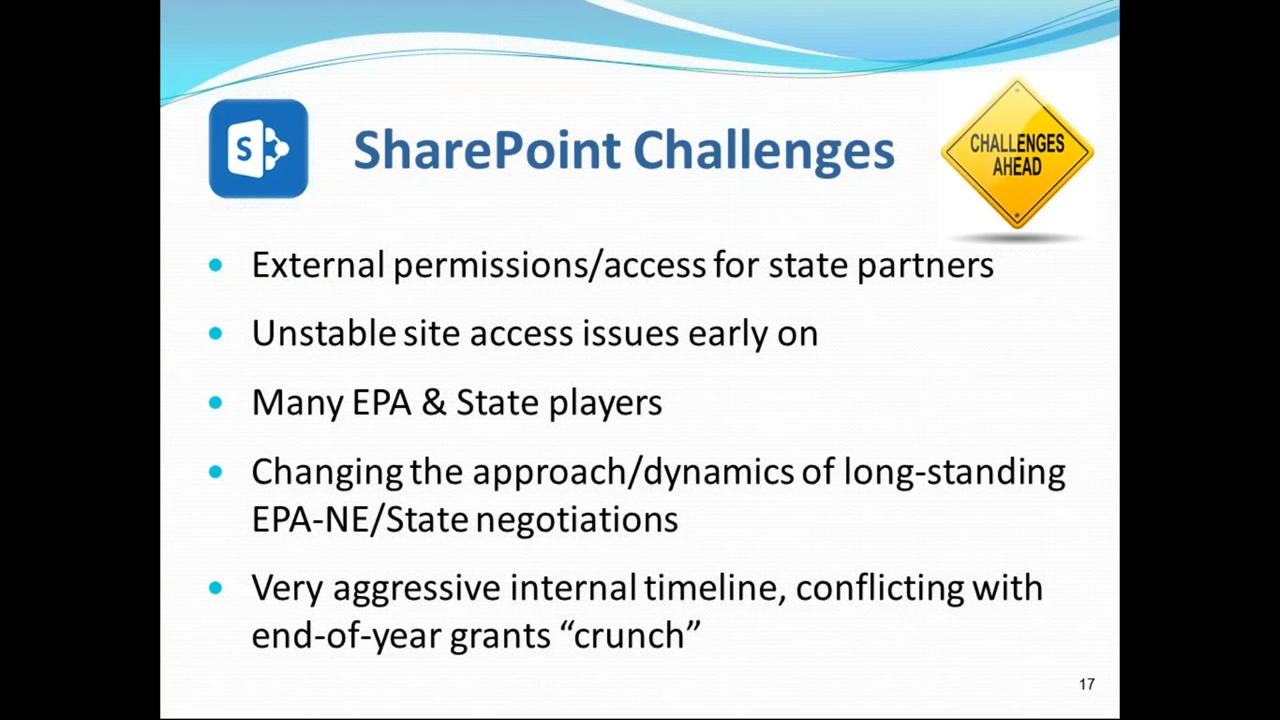 SharePoint Challenges
S
CHALLENGES
AHEAD
• External permissions/access for state partners
• Unstable site access issues early on
• Many EPA & State players
• Changing the approach/dynamics of long-standing
EPA-NE/State negotiations
• Very aggressive internal timeline, conflicting with
end-of-year grants “crunch”
17